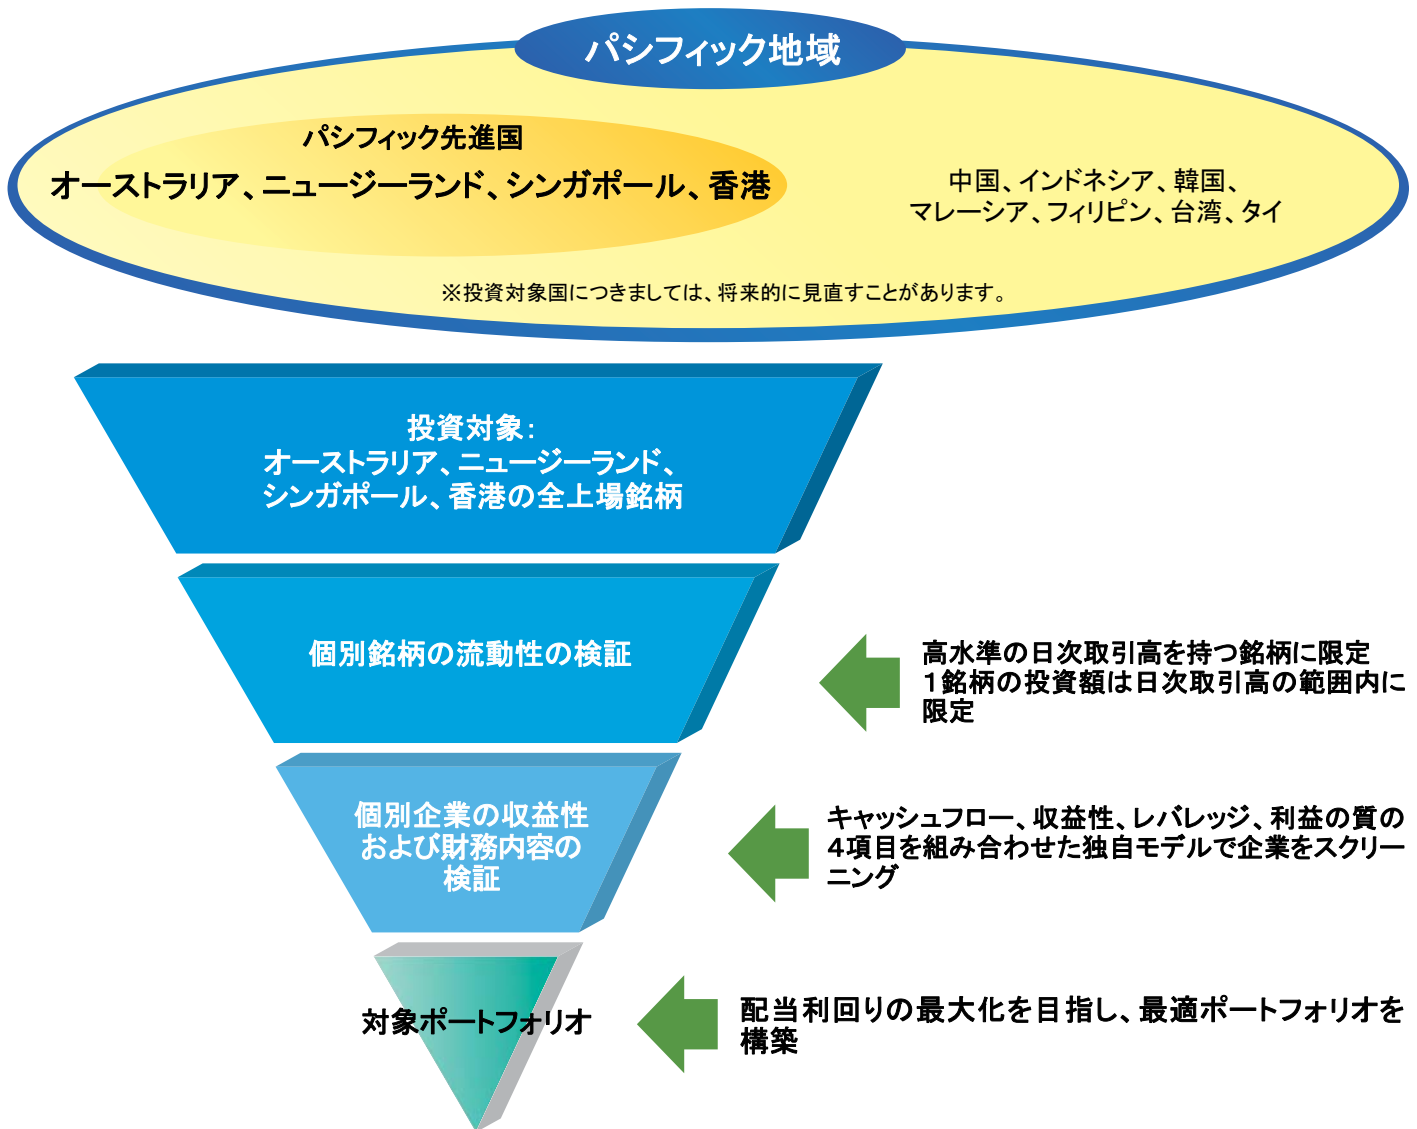 パシフィック地域
パシフィック先進国
オーストラリア、ニュージーランド、シンガポール、香港
中国、インドネシア、韓国、
マレーシア、フィリピン、台湾、タイ
※投資対象国につきましては、将来的に見直すことがあります。
投資対象：
オーストラリア、ニュージーランド、
シンガポール、香港の全上場銘柄
個別銘柄の流動性の検証
高水準の日次取引高を持つ銘柄に限定
１銘柄の投資額は日次取引高の範囲内に
限定
個別企業の収益性
および財務内容の
検証
キャッシュフロー、収益性、レバレッジ、利益の質の
４項目を組み合わせた独自モデルで企業をスクリー
ニング
対象ポートフォリオ
配当利回りの最大化を目指し、最適ポートフォリオを
構築